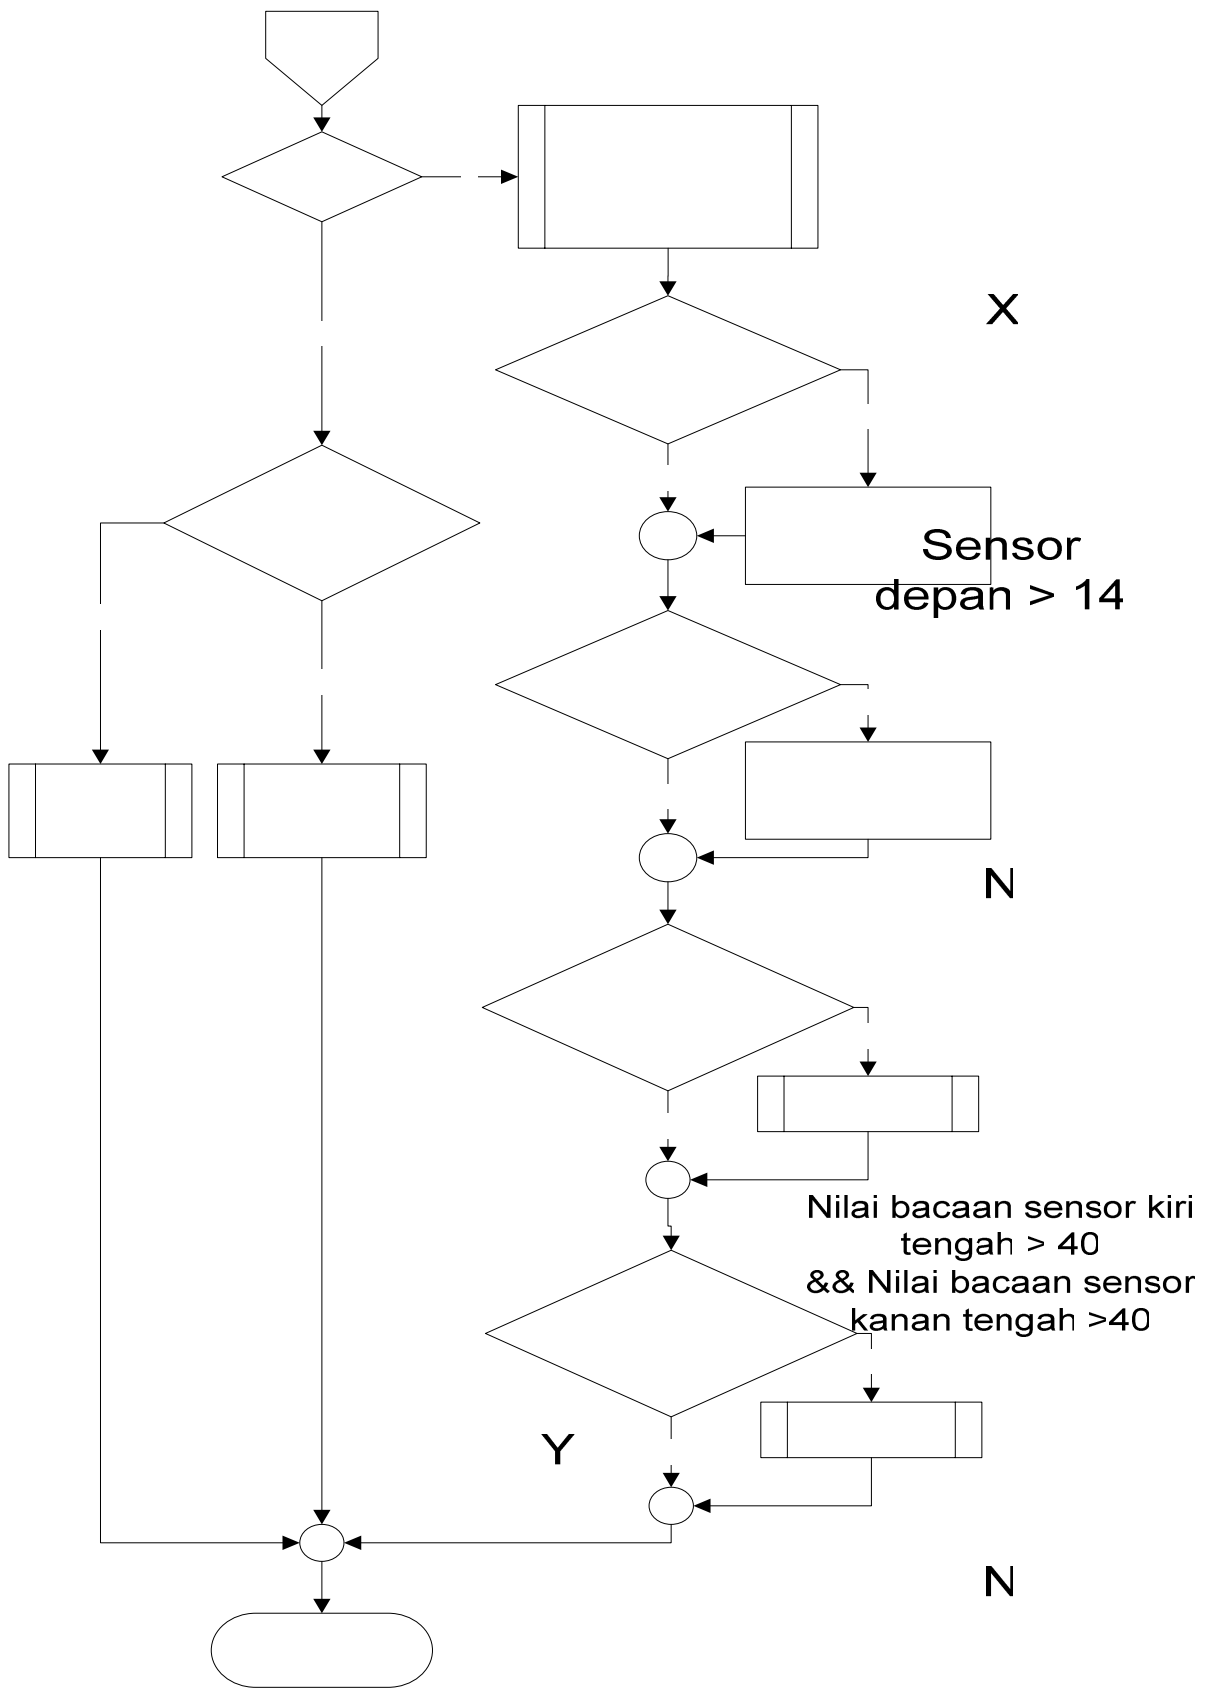 X
Sensor
depan > 14
N
Nilai bacaan sensor kiri
tengah > 40
&& Nilai bacaan sensor
kanan tengah >40
Y
N